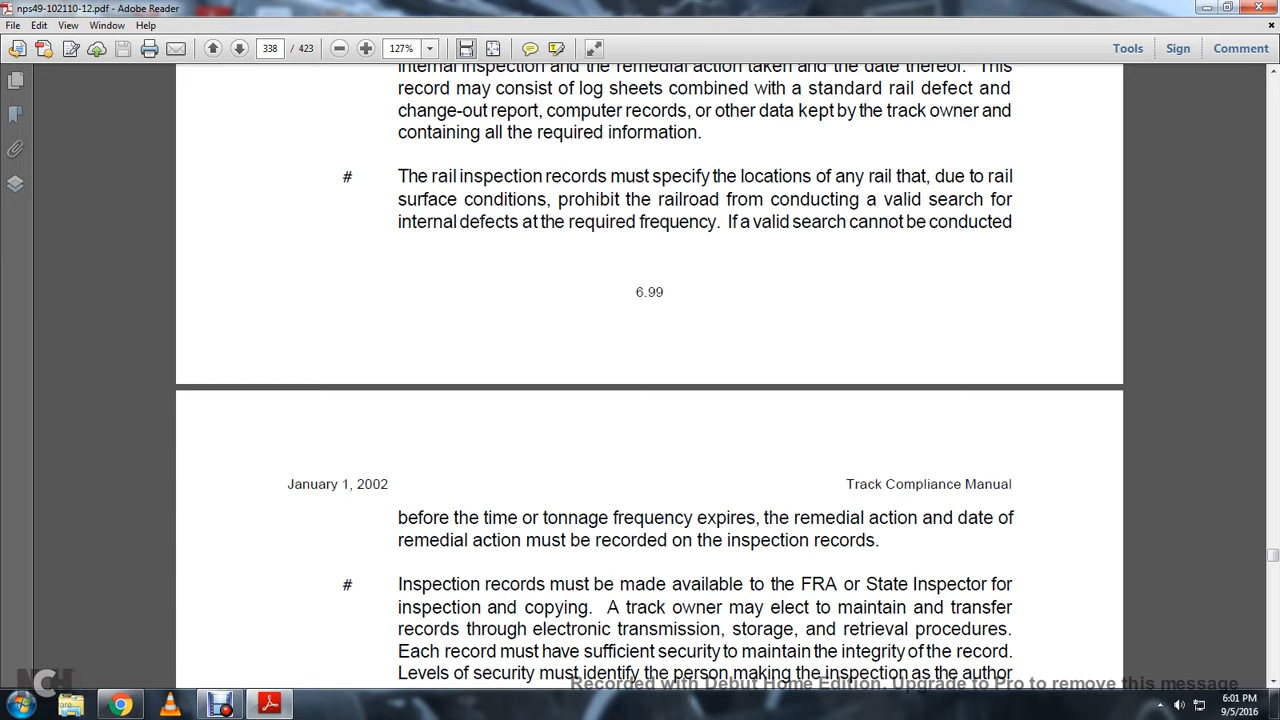 nps49-102110-12.pdf - Adobe Reader
File Edit View Window Help
338 / 423 127% Tools Sign Comment
internal inspection and the remedial action taken and the date thereof. This
record may consist of log sheets combined with a standard rail defect and
change-out report, computer records, or other data kept by the track owner and
containing all the required information.
# The rail inspection records must specify the locations of any rail that, due to rail
surface conditions, prohibit the railroad from conducting a valid search for
internal defects at the required frequency. If a valid search cannot be conducted
6.99
January 1, 2002 Track Compliance Manual
before the time or tonnage frequency expires, the remedial action and date of
remedial action must be recorded on the inspection records.
# Inspection records must be made available to the FRA or State Inspector for
inspection and copying. A track owner may elect to maintain and transfer
records through electronic transmission, storage, and retrieval procedures.
Each record must have sufficient security to maintain the integrity of the record.
Levels of security must identify the person making the inspection as the author
Recorded with Debut Home Edition. Upgrade to Pro to remove this message
NCH
6:01 PM
9/5/2016